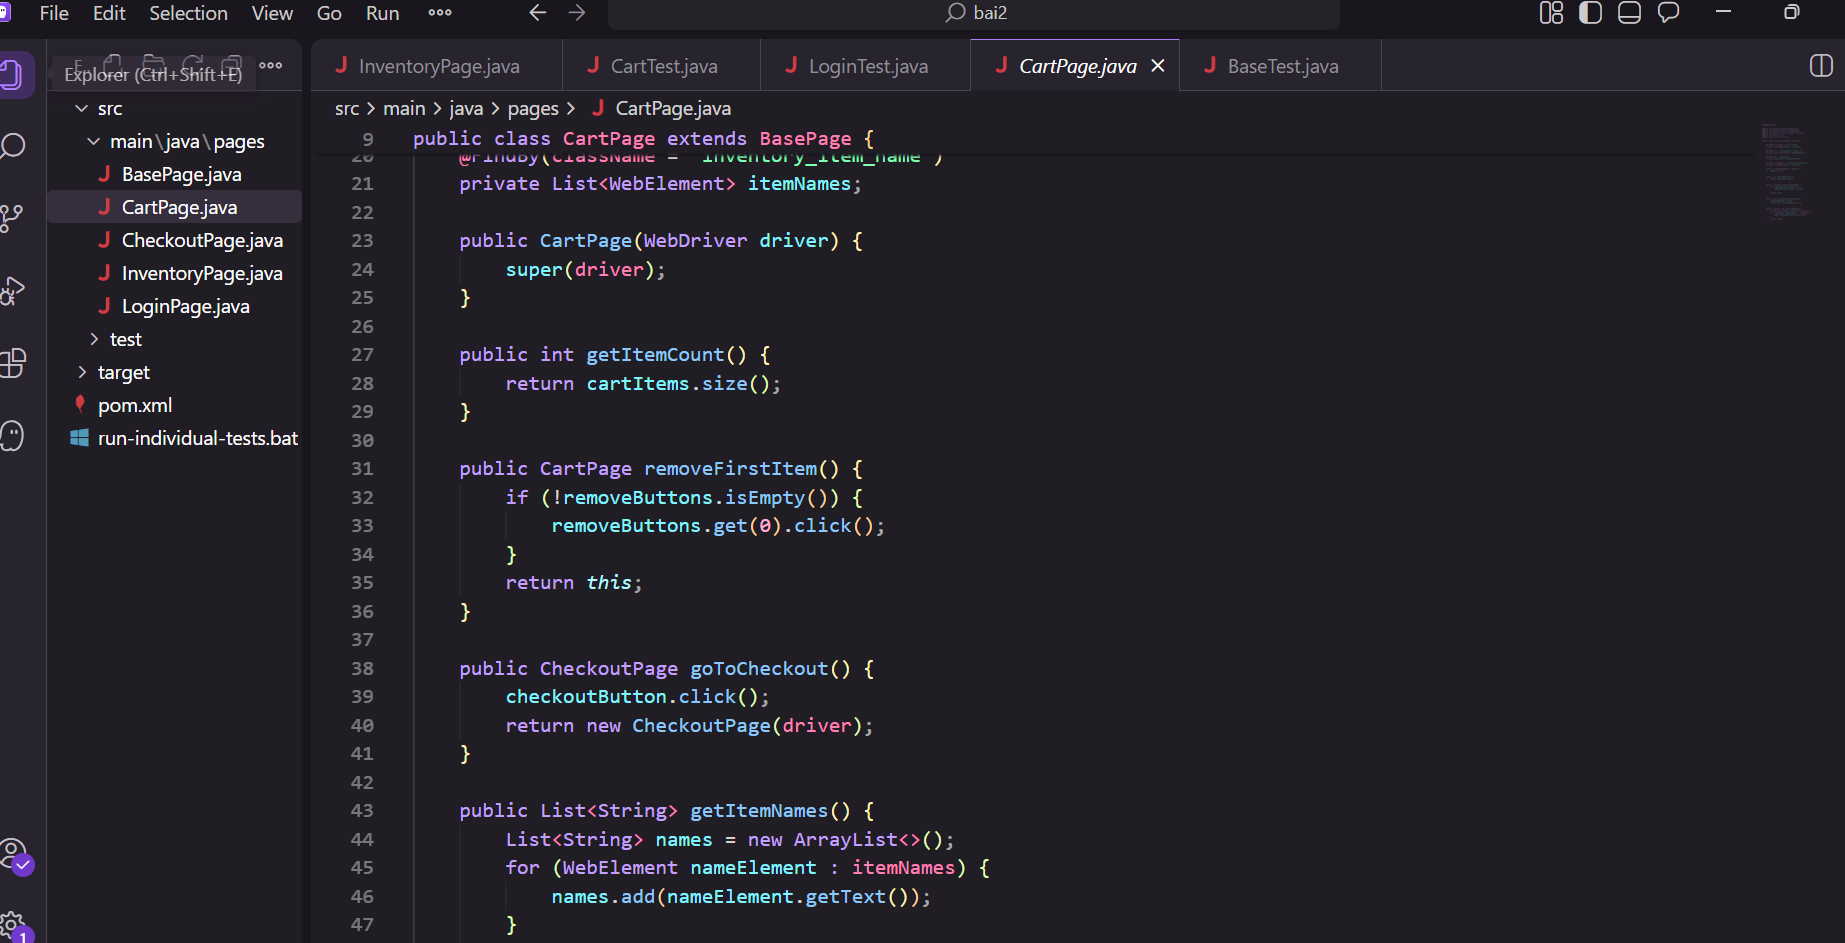 File Edit Selection View Go Run
bai2
Explorer (Ctrl+Shift+E)
src
main\java\pages
BasePage.java
CartPage.java
CheckoutPage.java
InventoryPage.java
LoginPage.java
test
target
pom.xml
run-individual-tests.bat
1
InventoryPage.java CartTest.java LoginTest.java CartPage.java BaseTest.java
src > main > java > pages > CartPage.java
9 public class CartPage extends BasePage {
20 @FindBy(className = "inventory_item_name")
21 private List<WebElement> itemNames;
22
23 public CartPage(WebDriver driver) {
24 super(driver);
25 }
26
27 public int getItemCount() {
28 return cartItems.size();
29 }
30
31 public CartPage removeFirstItem() {
32 if (!removeButtons.isEmpty()) {
33 removeButtons.get(0).click();
34 }
35 return this;
36 }
37
38 public CheckoutPage goToCheckout() {
39 checkoutButton.click();
40 return new CheckoutPage(driver);
41 }
42
43 public List<String> getItemNames() {
44 List<String> names = new ArrayList<>();
45 for (WebElement nameElement : itemNames) {
46 names.add(nameElement.getText());
47 }